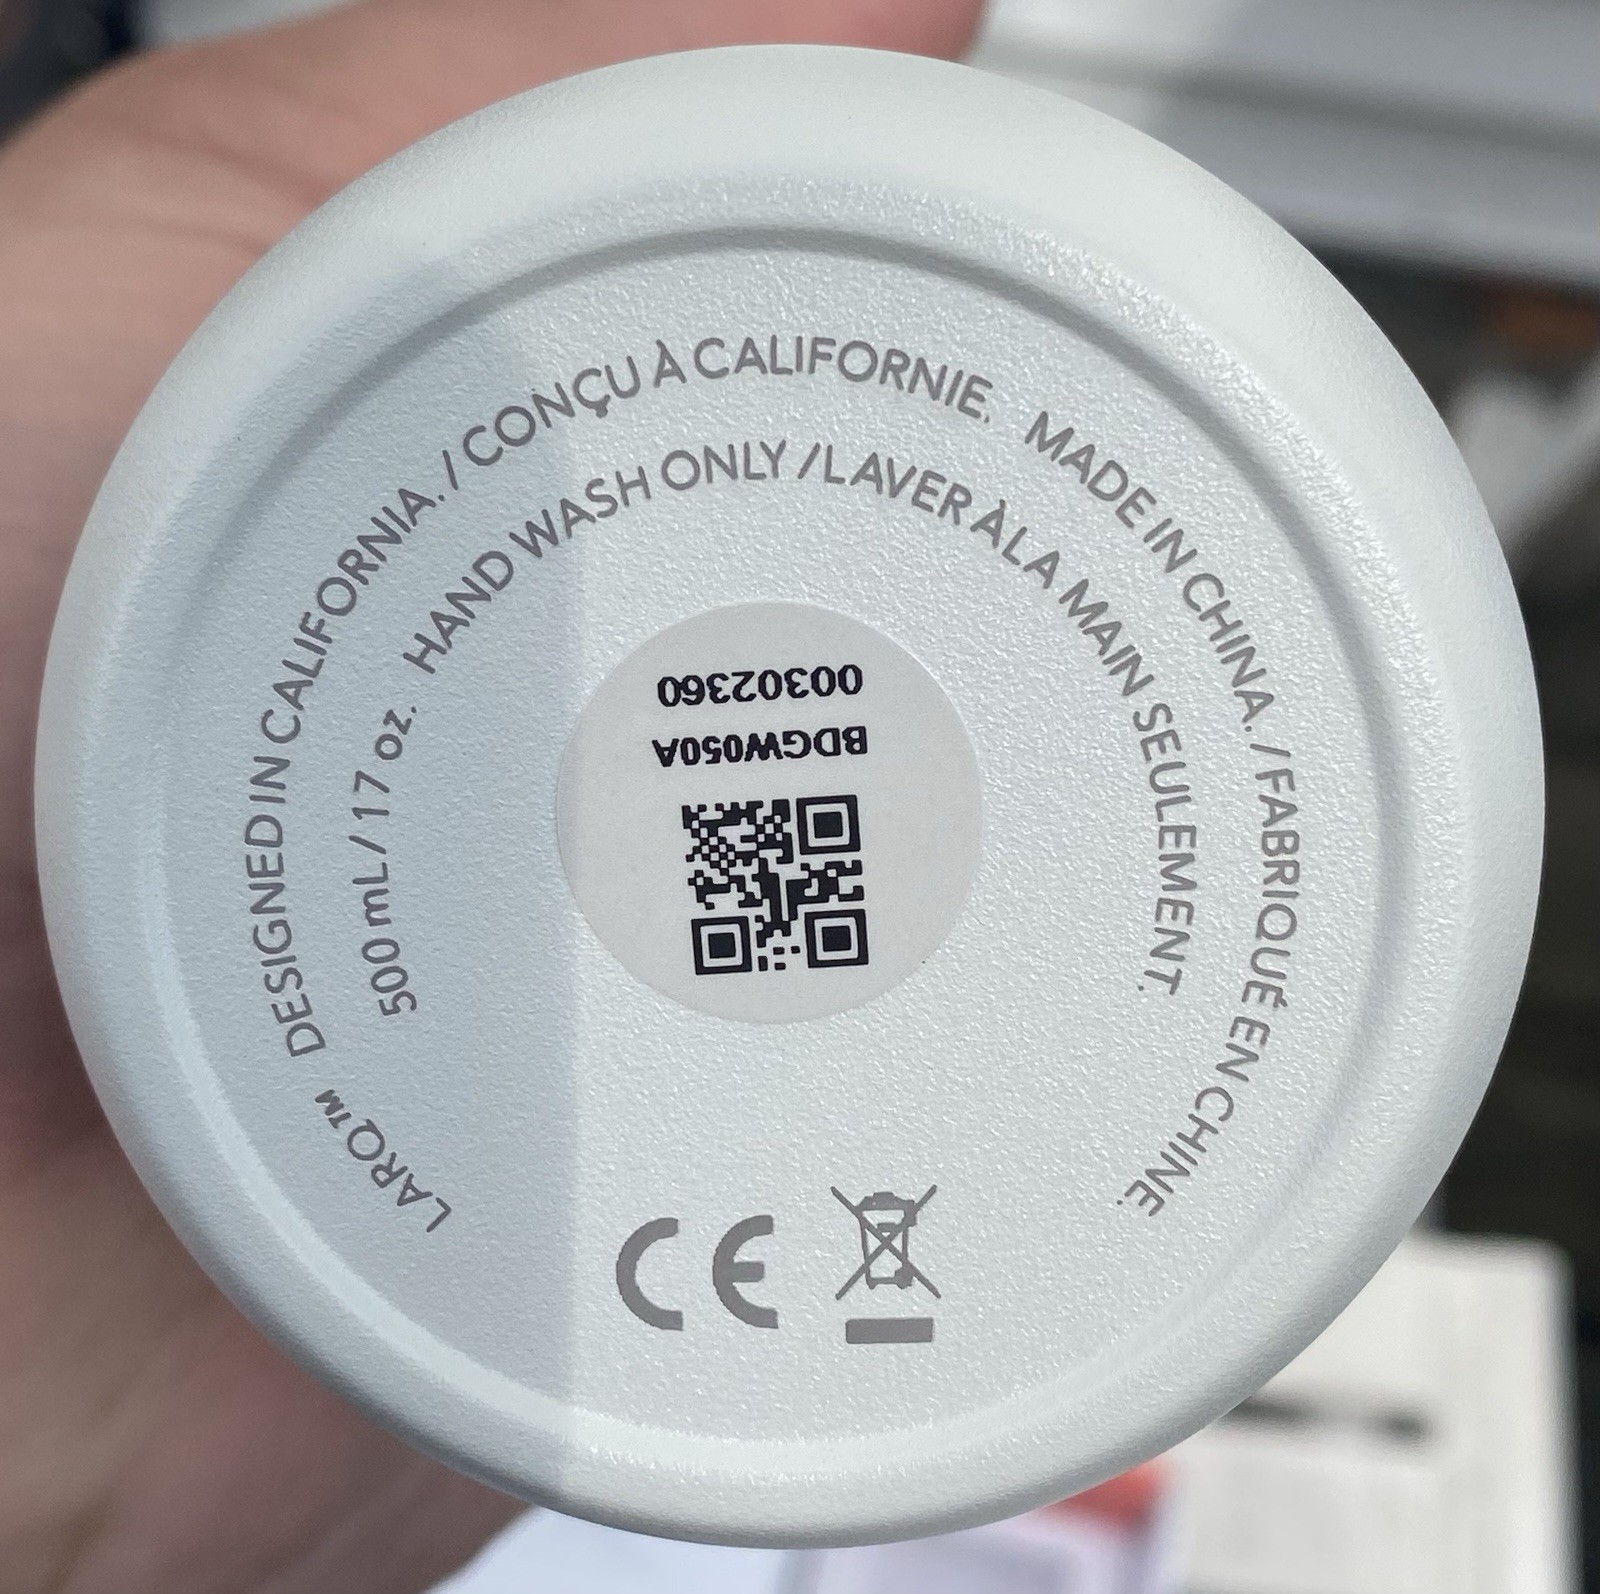 LARQ™ DESIGNED IN CALIFORNIA. / CONÇU À CALIFORNIE. MADE IN CHINA. / FABRIQUÉ EN CHINE.
500 mL / 17 oz. HAND WASH ONLY / LAVER À LA MAIN SEULEMENT.
BDGW050A
00302360
CE